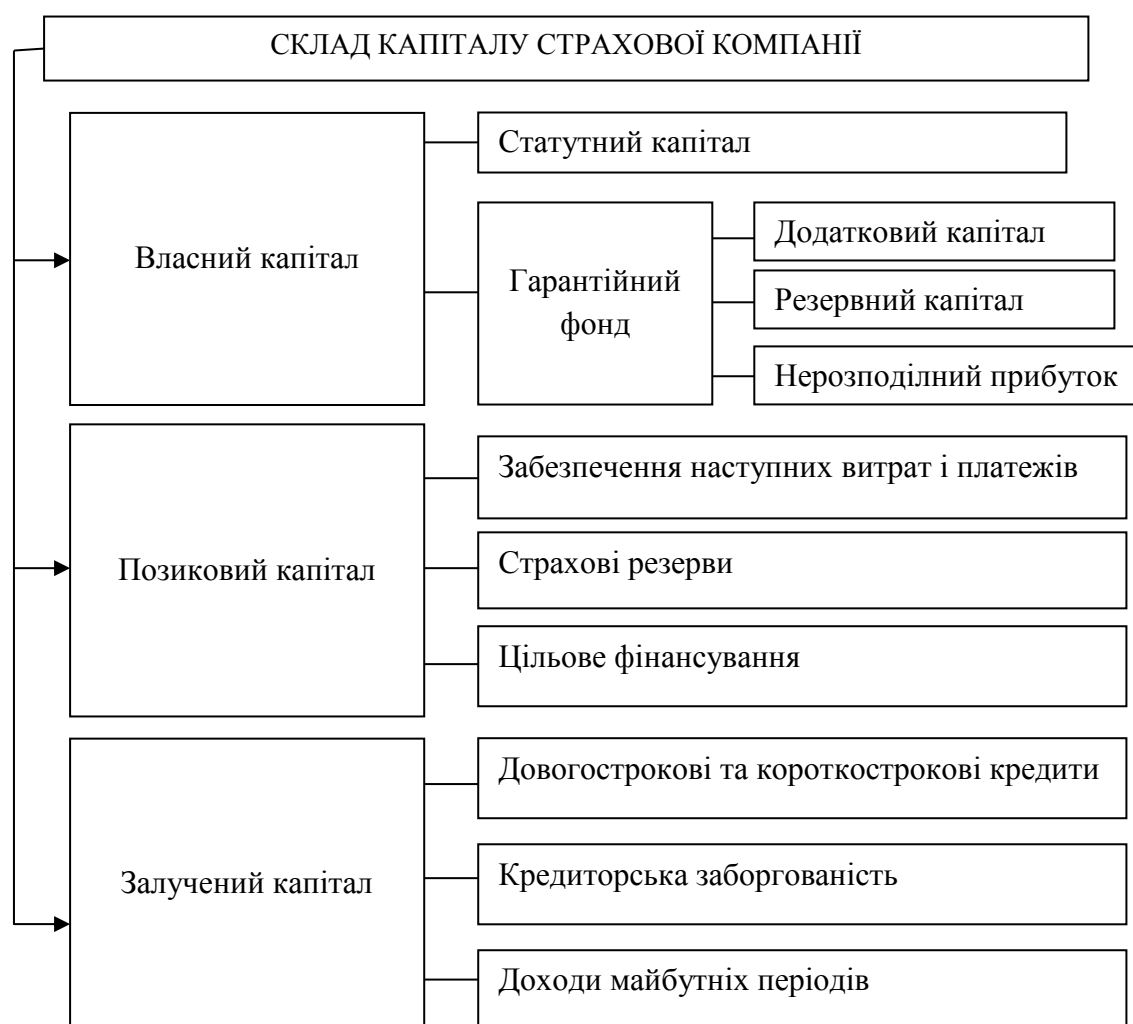 СКЛАД КАПІТАЛУ СТРАХОВОЇ КОМПАНІЇ
Власний капітал
Статутний капітал
Гарантійний
фонд
Додатковий капітал
Резервний капітал
Нерозподілний прибуток
Позиковий капітал
Забезпечення наступних витрат і платежів
Страхові резерви
Цільове фінансування
Залучений капітал
Довогострокові та короткострокові кредити
Кредиторська заборгованість
Доходи майбутніх періодів